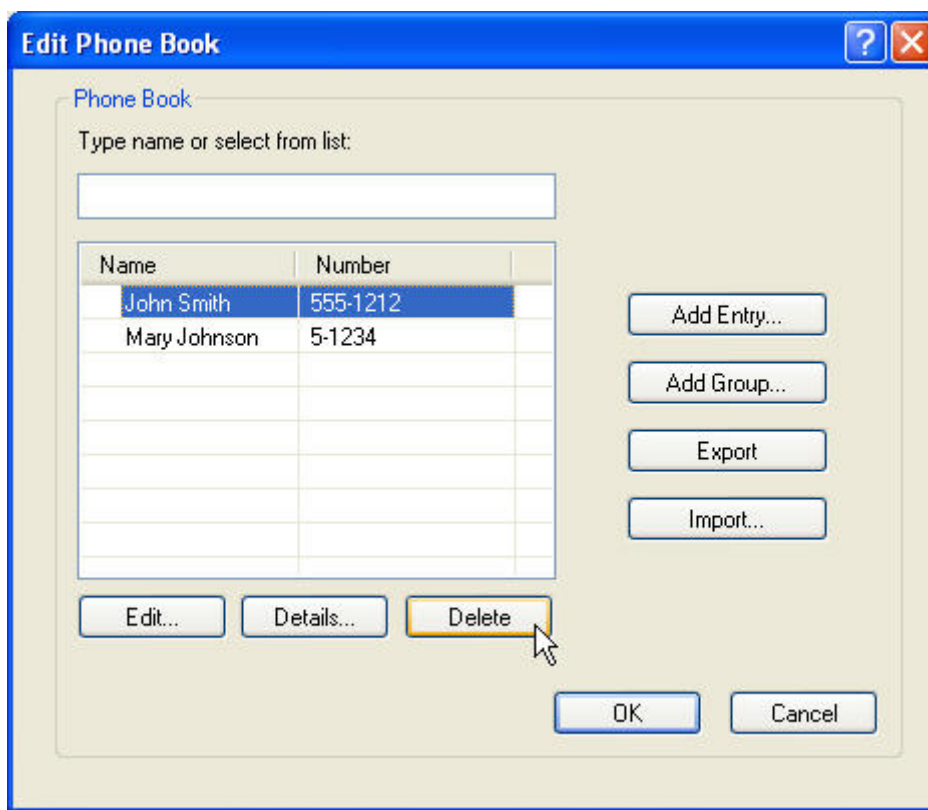 Edit Phone Book
Phone Book
Type name or select from list:
Name Number
John Smith 555-1212
Mary Johnson 5-1234
Add Entry...
Add Group...
Export
Import...
Edit... Details... Delete
OK Cancel